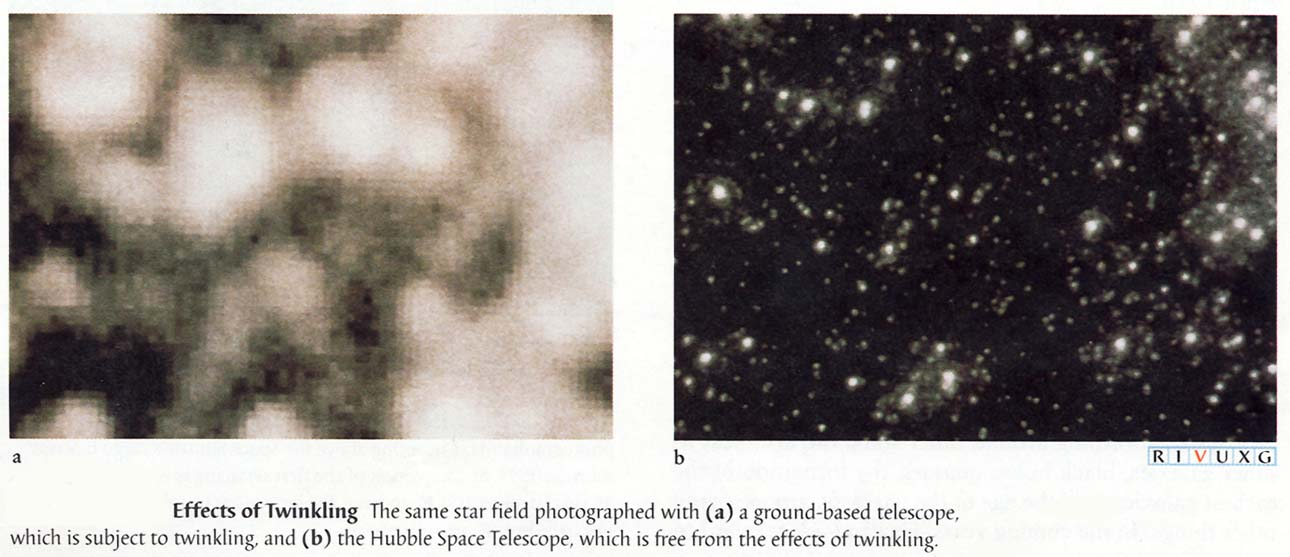 a
b
R I V U X G
Effects of Twinkling The same star field photographed with (a) a ground-based telescope,
which is subject to twinkling, and (b) the Hubble Space Telescope, which is free from the effects of twinkling.